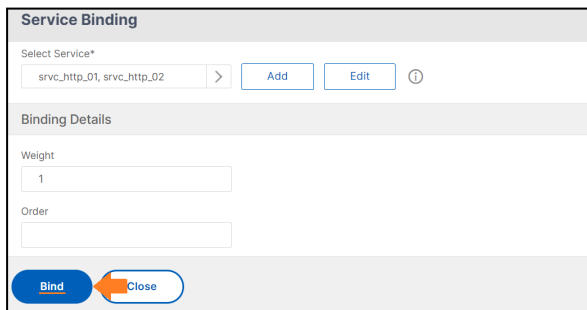 Service Binding
Select Service*
srvc_http_01, srvc_http_02
Add
Edit
Binding Details
Weight
1
Order
Bind
Close